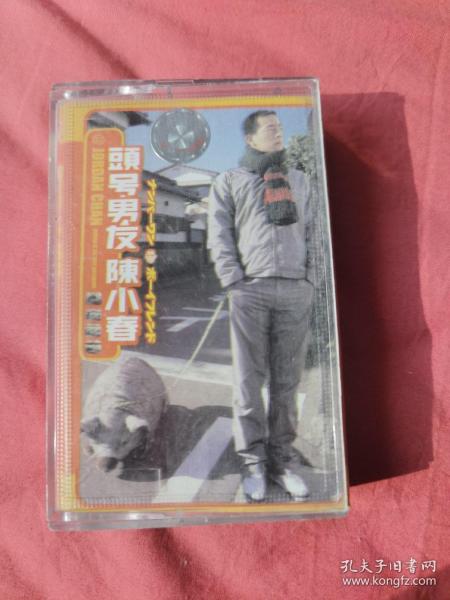 頭号男友 陳小春
JORDAN CHAN
ナンバーワン ボーイフレンド
孔夫子旧书网
www.kongfz.com